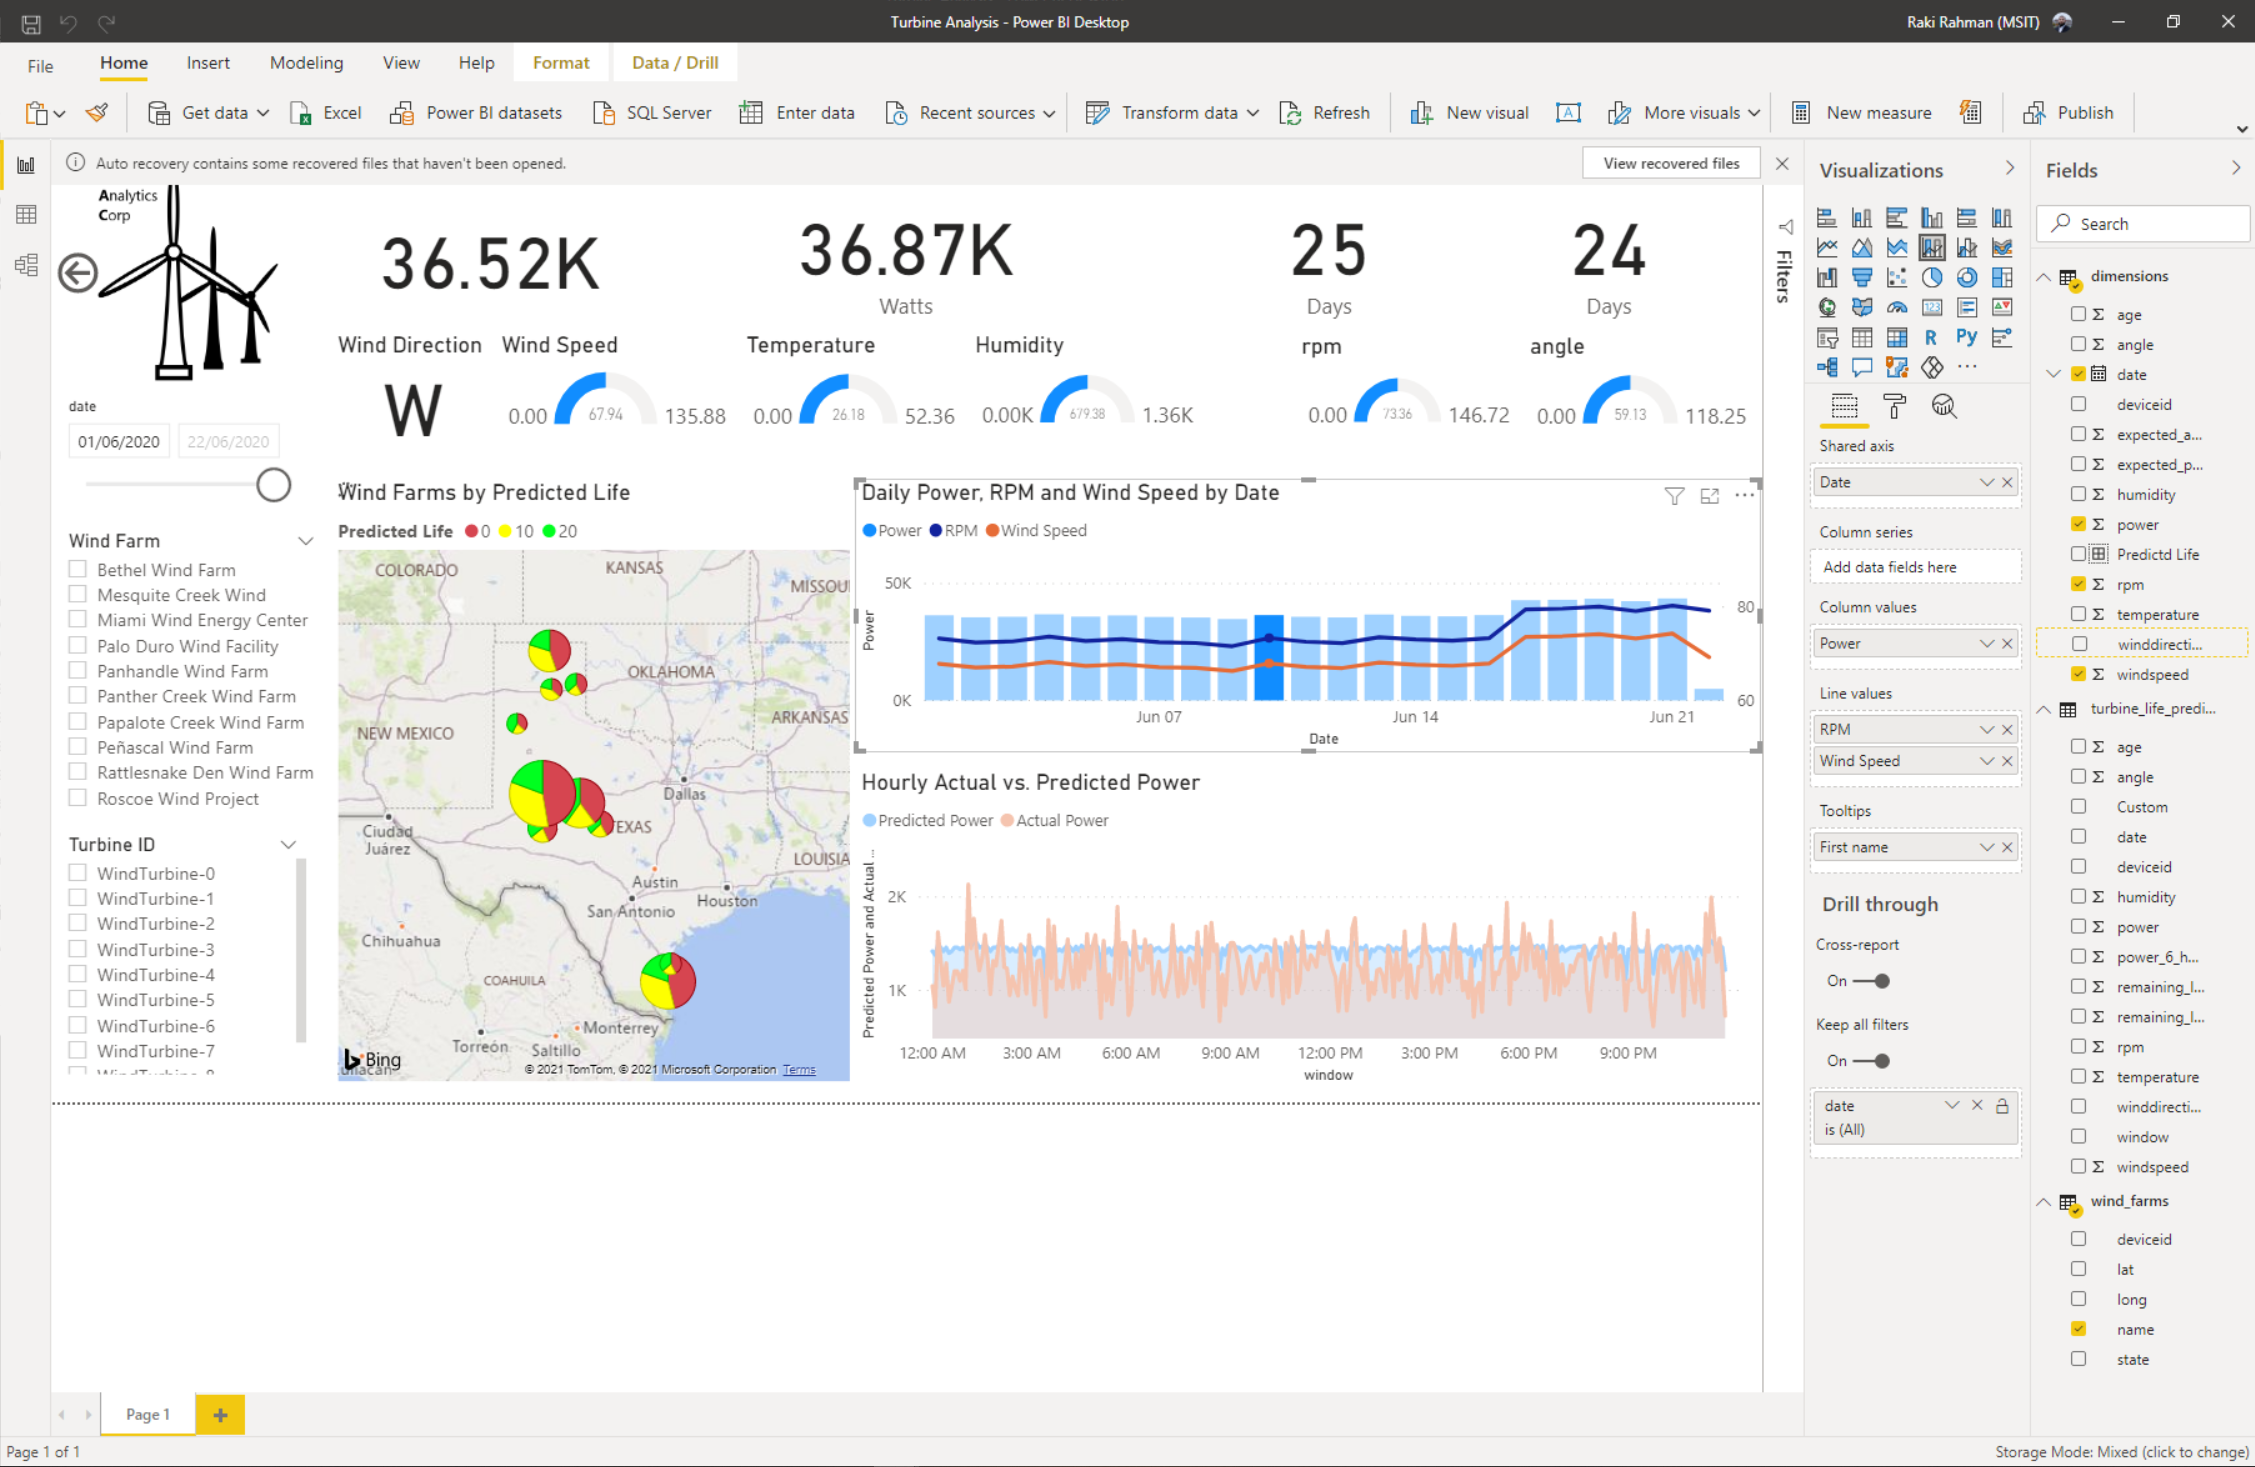 Turbine Analysis - Power BI Desktop
Raki Rahman (MSIT)
File Home Insert Modeling View Help Format Data / Drill
Get data Excel Power BI datasets SQL Server Enter data Recent sources Transform data Refresh New visual More visuals New measure Publish
Auto recovery contains some recovered files that haven't been opened.
View recovered files
Analytics
Corp
36.52K
36.87K
Watts
25
Days
24
Days
Wind Direction
W
Wind Speed
0.00 67.94 135.88
Temperature
0.00 26.18 52.36
Humidity
0.00K 679.38 1.36K
rpm
0.00 73.36 146.72
angle
0.00 59.13 118.25
date
01/06/2020 22/06/2020
Wind Farm
Bethel Wind Farm
Mesquite Creek Wind
Miami Wind Energy Center
Palo Duro Wind Facility
Panhandle Wind Farm
Panther Creek Wind Farm
Papalote Creek Wind Farm
Peñascal Wind Farm
Rattlesnake Den Wind Farm
Roscoe Wind Project
Turbine ID
WindTurbine-0
WindTurbine-1
WindTurbine-2
WindTurbine-3
WindTurbine-4
WindTurbine-5
WindTurbine-6
WindTurbine-7
Wind Farms by Predicted Life
Predicted Life 0 10 20
COLORADO
KANSAS
MISSOU
OKLAHOMA
ARKANSAS
NEW MEXICO
Dallas
Ciudad
Juárez
TEXAS
LOUISIA
Austin
Houston
San Antonio
Chihuahua
COAHUILA
Monterrey
Torreón
Saltillo
Bing
© 2021 TomTom, © 2021 Microsoft Corporation Terms
Daily Power, RPM and Wind Speed by Date
Power RPM Wind Speed
Power
50K
0K
80
60
Jun 07 Jun 14 Jun 21
Date
Hourly Actual vs. Predicted Power
Predicted Power Actual Power
Predicted Power and Actual ...
2K
1K
12:00 AM 3:00 AM 6:00 AM 9:00 AM 12:00 PM 3:00 PM 6:00 PM 9:00 PM
window
Filters
Visualizations
R Py
123
Shared axis
Date
Column series
Add data fields here
Column values
Power
Line values
RPM
Wind Speed
Tooltips
First name
Drill through
Cross-report
On
Keep all filters
On
date
is (All)
Fields
Search
dimensions
age
angle
date
deviceid
expected_a...
expected_p...
humidity
power
Predictd Life
rpm
temperature
winddirecti...
windspeed
turbine_life_predi...
age
angle
Custom
date
deviceid
humidity
power
power_6_h...
remaining_l...
remaining_l...
rpm
temperature
winddirecti...
window
windspeed
wind_farms
deviceid
lat
long
name
state
Page 1
Page 1 of 1
Storage Mode: Mixed (click to change)